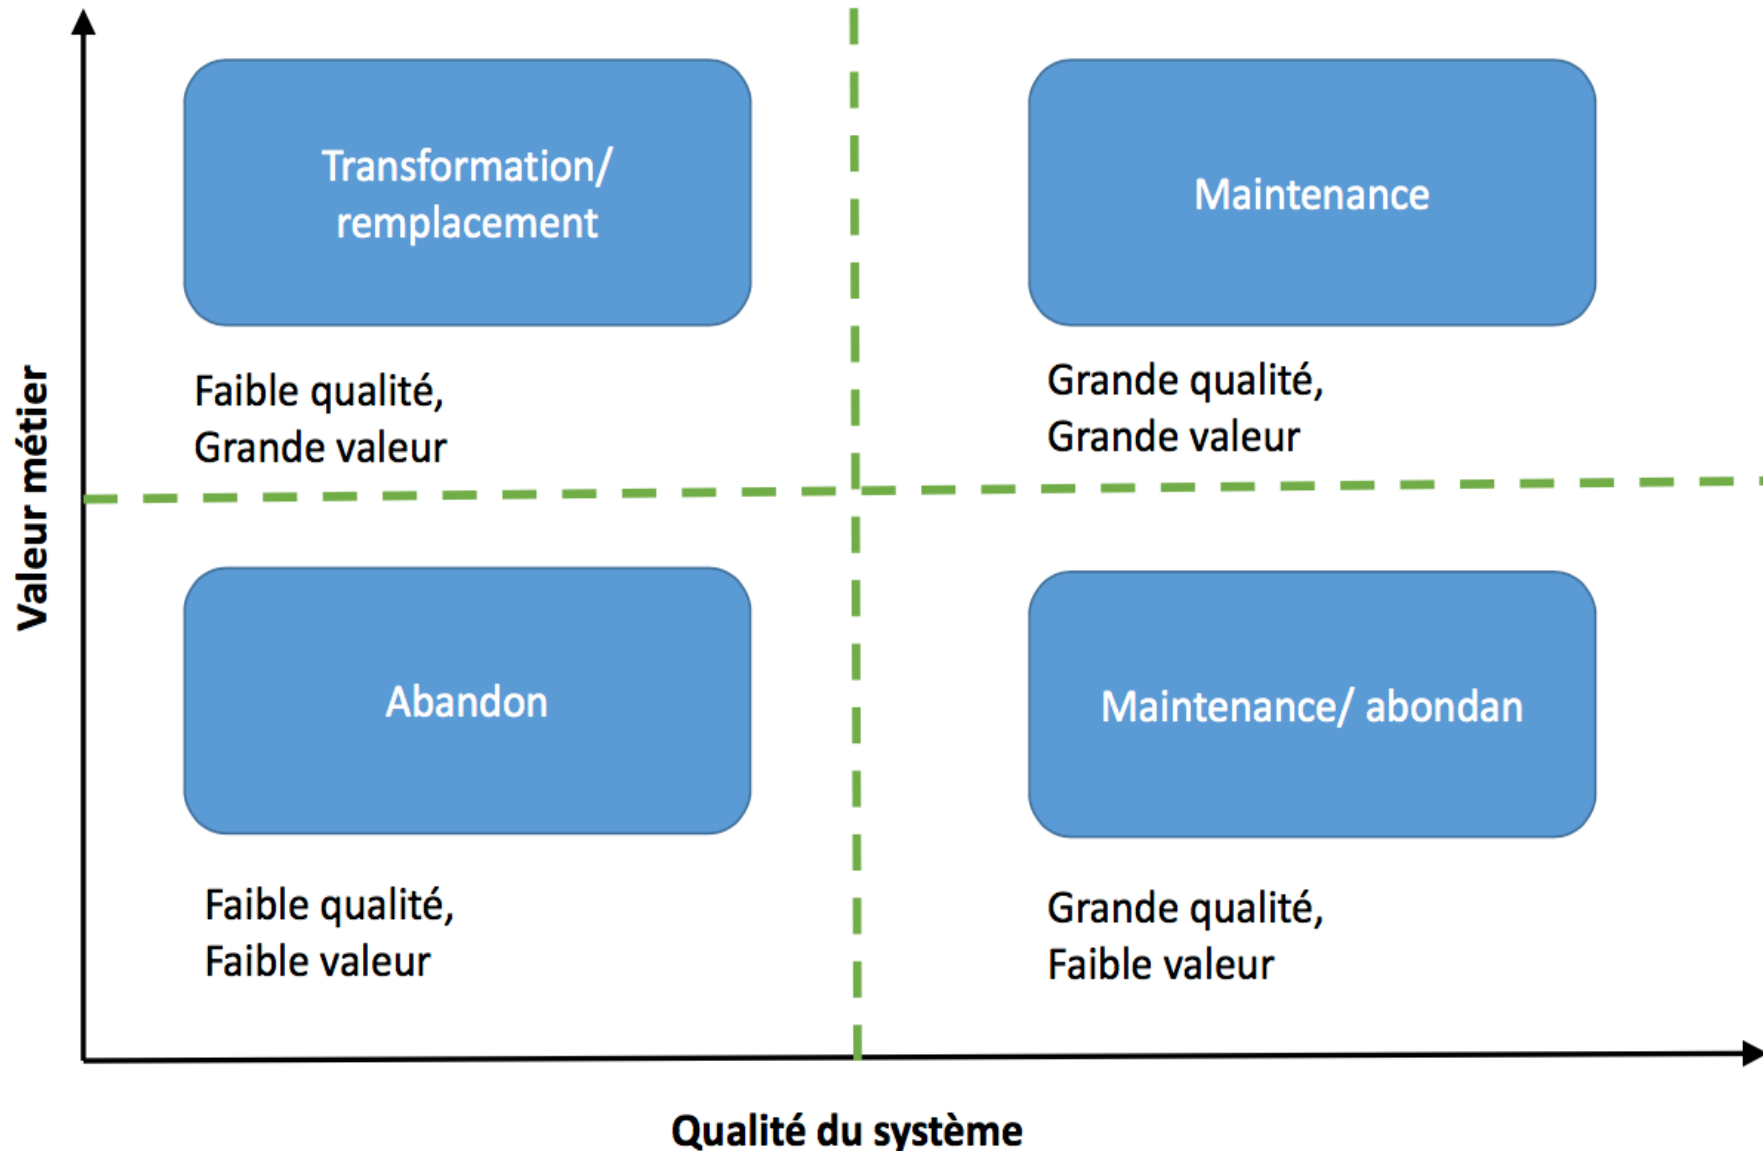 Transformation/
remplacement
Maintenance
Faible qualité,
Grande valeur
Grande qualité,
Grande valeur
Valeur métier
Abandon
Maintenance/ abondan
Faible qualité,
Faible valeur
Grande qualité,
Faible valeur
Qualité du système